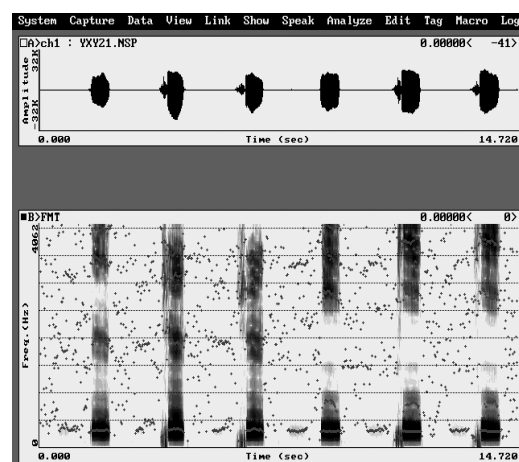 System Capture Data View Link Show Speak Analyze Edit Tag Macro Log
□A>ch1 : YXYZ1.NSP 0.00000< -41>
Amplitude
32K
-32K
0.000 Time (sec) 14.720
■B>FMT 0.00000< 0>
Freq.(Hz)
4062
0
0.000 Time (sec) 14.720